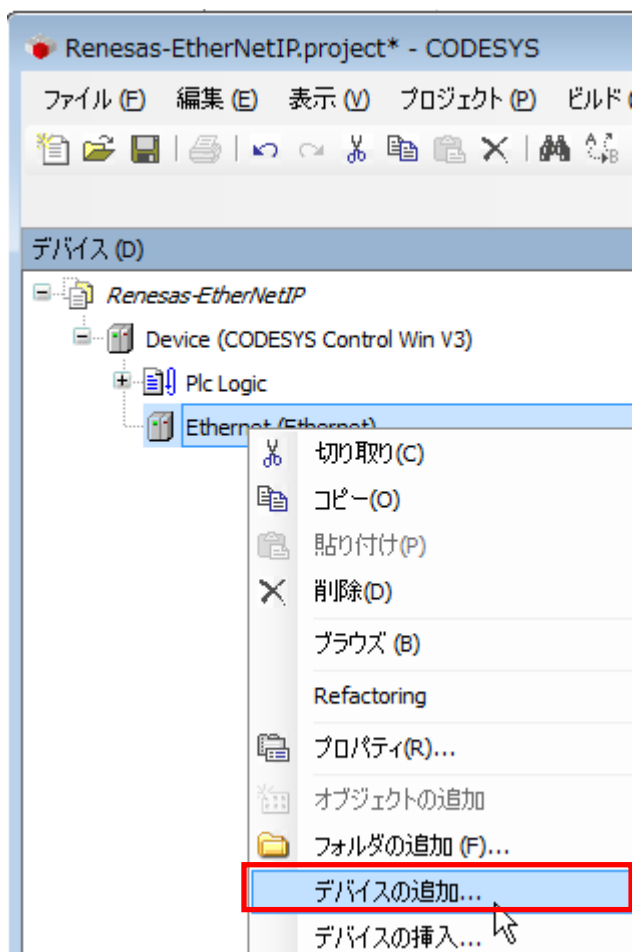 Renesas-EtherNetIP.project* - CODESYS
ファイル (F) 編集 (E) 表示 (V) プロジェクト (P) ビルド
デバイス (D)
Renesas-EtherNetIP
Device (CODESYS Control Win V3)
Plc Logic
Ethernet (Ethernet)
切り取り(C)
コピー(O)
貼り付け(P)
削除(D)
ブラウズ (B)
Refactoring
プロパティ(R)...
オブジェクトの追加
フォルダの追加 (F)...
デバイスの追加...
デバイスの挿入...